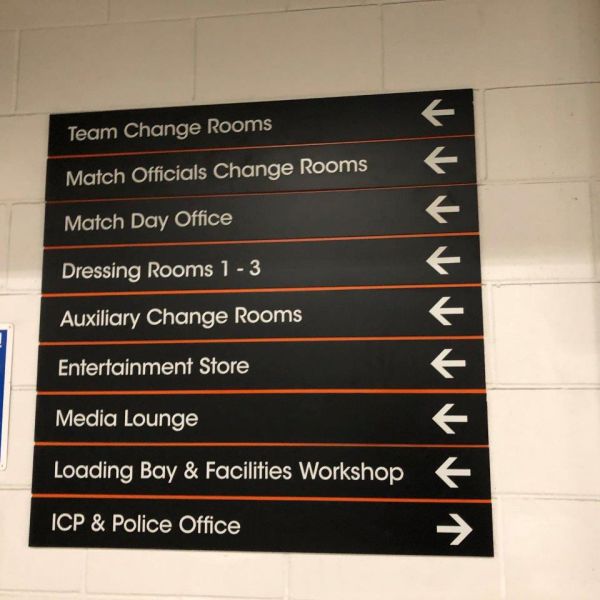 Team Change Rooms ←
Match Officials Change Rooms ←
Match Day Office ←
Dressing Rooms 1 - 3 ←
Auxiliary Change Rooms ←
Entertainment Store ←
Media Lounge ←
Loading Bay & Facilities Workshop ←
ICP & Police Office →